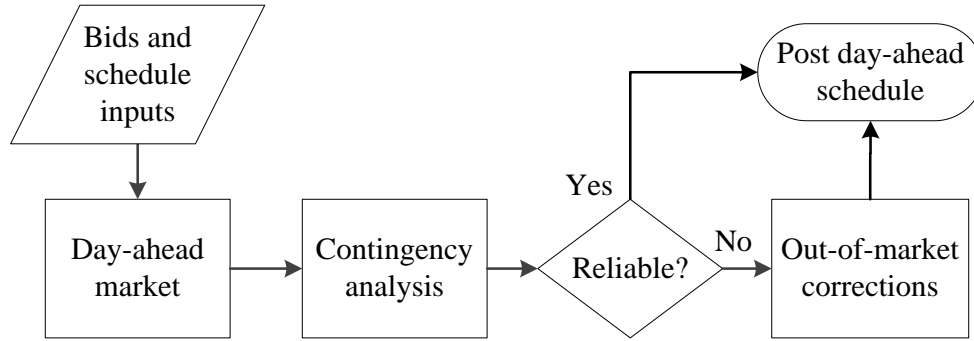 Bids and
schedule
inputs
Post day-ahead
schedule
Yes
Day-ahead
market
Contingency
analysis
Reliable?
No
Out-of-market
corrections